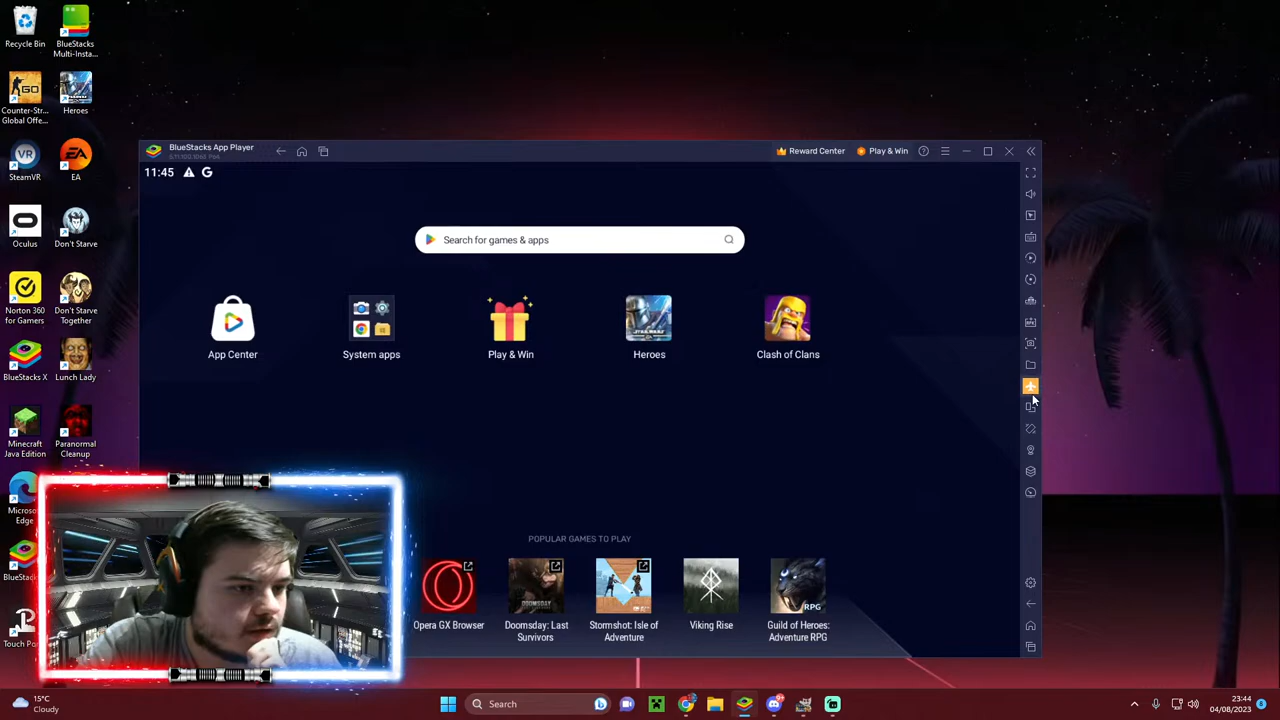 Recycle Bin
BlueStacks
Multi-Insta...
Counter-Str...
Global Offe...
Heroes
SteamVR
EA
Oculus
Don't Starve
Norton 360
for Gamers
Don't Starve
Together
BlueStacks X
Lunch Lady
Minecraft
Java Edition
Paranormal
Cleanup
BlueStacks App Player
Reward Center
Play & Win
11:45
Search for games & apps
App Center
System apps
Play & Win
Heroes
Clash of Clans
POPULAR GAMES TO PLAY
Opera GX Browser
Doomsday: Last
Survivors
Stormshot: Isle of
Adventure
Viking Rise
Guild of Heroes:
Adventure RPG
15°C
Cloudy
Search
23:44
04/08/2023